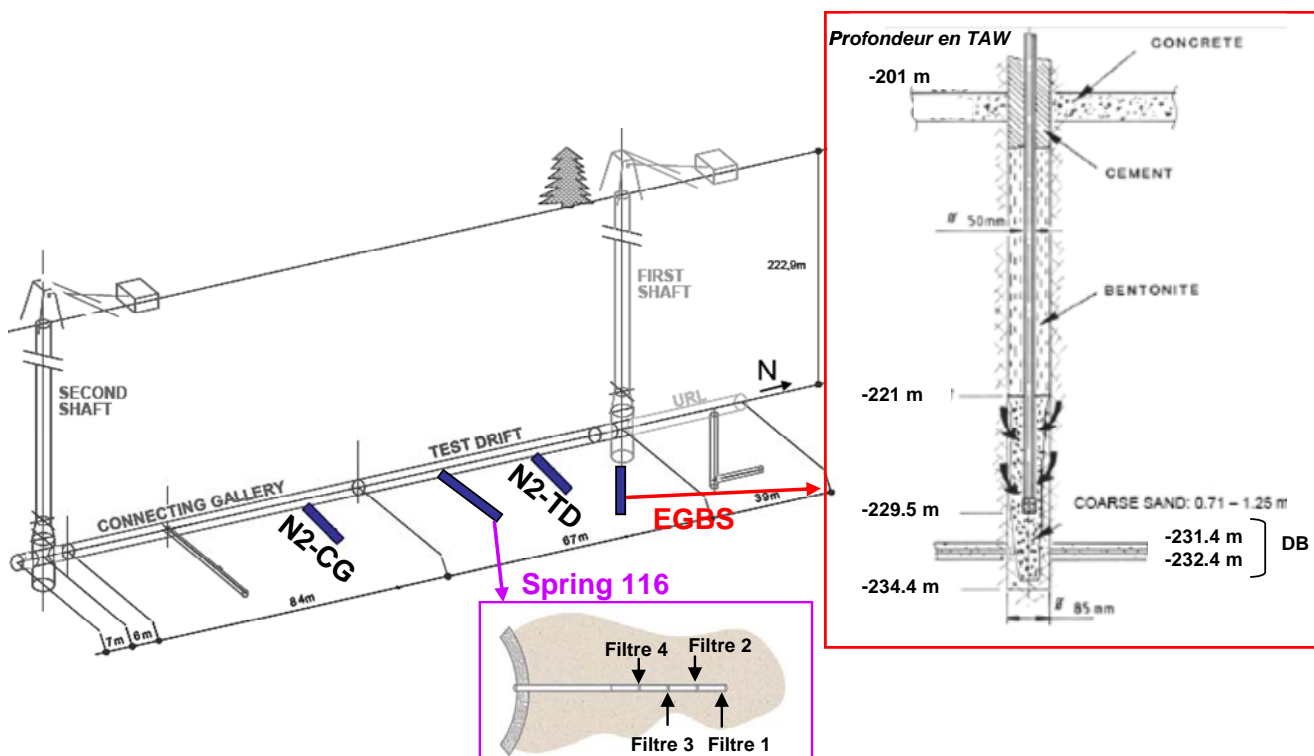 Profondeur en TAW
CONCRETE
-201 m
CEMENT
Ø
50mm
BENTONITE
-221 m
-229.5 m
COARSE SAND: 0.71 – 1.25 m
-231.4 m
-232.4 m
DB
-234.4 m
Ø
85 mm
222,9m
FIRST
SHAFT
SECOND
SHAFT
N
URL
TEST DRIFT
CONNECTING GALLERY
N2-TD
N2-CG
EGBS
39m
67m
84m
7m
6m
Spring 116
Filtre 4
Filtre 2
Filtre 3
Filtre 1